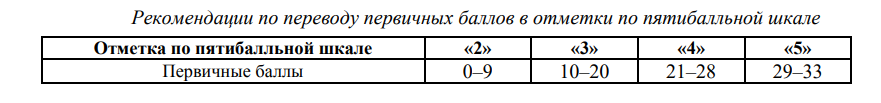 Рекомендации по переводу первичных баллов в отметки по пятибалльной шкале
Отметка по пятибалльной шкале «2» «3» «4» «5»
Первичные баллы 0–9 10–20 21–28 29–33